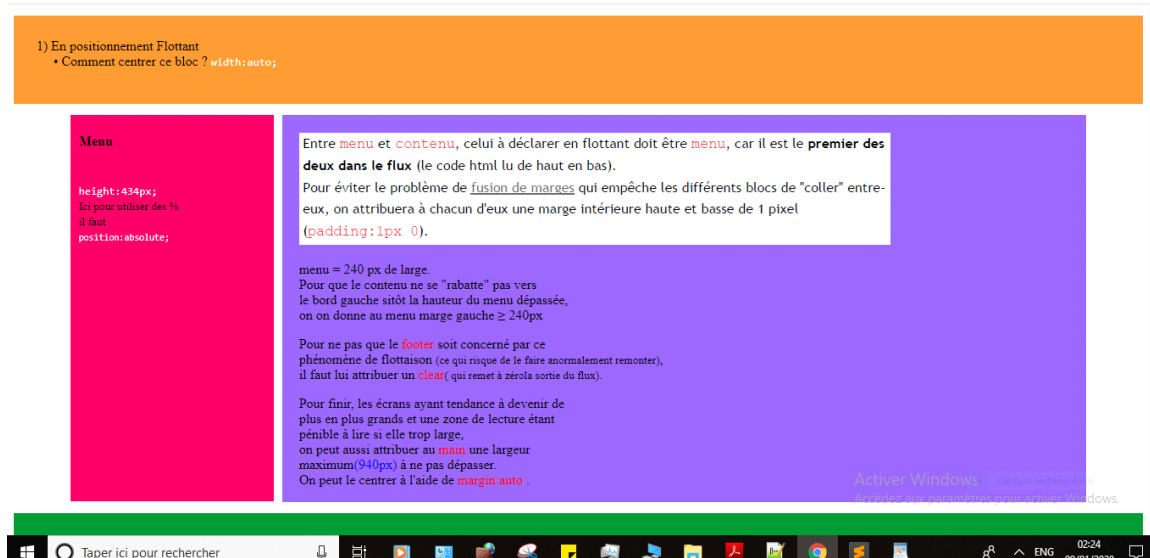 1) En positionnement Flottant
• Comment centrer ce bloc ? width:auto;
Menu
height:434px;
Ici pour utiliser des %
il faut
position:absolute;
Entre menu et contenu, celui à déclarer en flottant doit être menu, car il est le premier des
deux dans le flux (le code html lu de haut en bas).
Pour éviter le problème de fusion de marges qui empêche les différents blocs de "coller" entre-
eux, on attribuera à chacun d'eux une marge intérieure haute et basse de 1 pixel
(padding:1px 0).
menu = 240 px de large.
Pour que le contenu ne se "rabatte" pas vers
le bord gauche sitôt la hauteur du menu dépassée,
on on donne au menu marge gauche ≥ 240px
Pour ne pas que le footer soit concerné par ce
phénomène de flottaison (ce qui risque de le faire anormalement remonter),
il faut lui attribuer un clear( qui remet à zérola sortie du flux).
Pour finir, les écrans ayant tendance à devenir de
plus en plus grands et une zone de lecture étant
pénible à lire si elle trop large,
on peut aussi attribuer au main une largeur
maximum(940px) à ne pas dépasser.
On peut le centrer à l'aide de margin:auto .
Activer Windows
Capture rectangulaire
Accédez aux paramètres pour activer Windows.
Taper ici pour rechercher
ENG
02:24